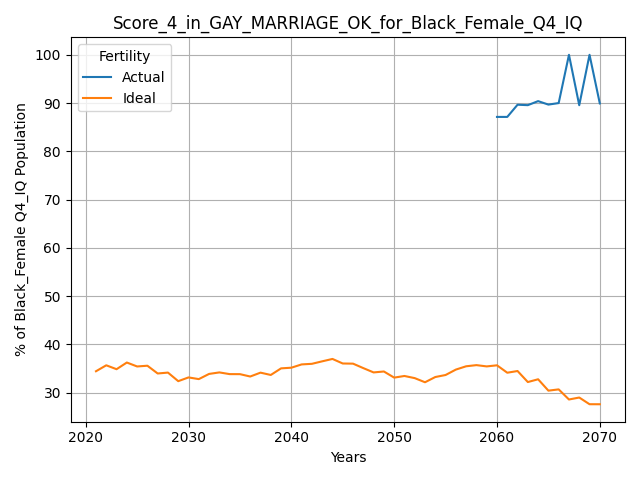 Score_4_in_GAY_MARRIAGE_OK_for_Black_Female_Q4_IQ
Fertility
Actual
Ideal
% of Black_Female Q4_IQ Population
100
90
80
70
60
50
40
30
2020
2030
2040
2050
2060
2070
Years